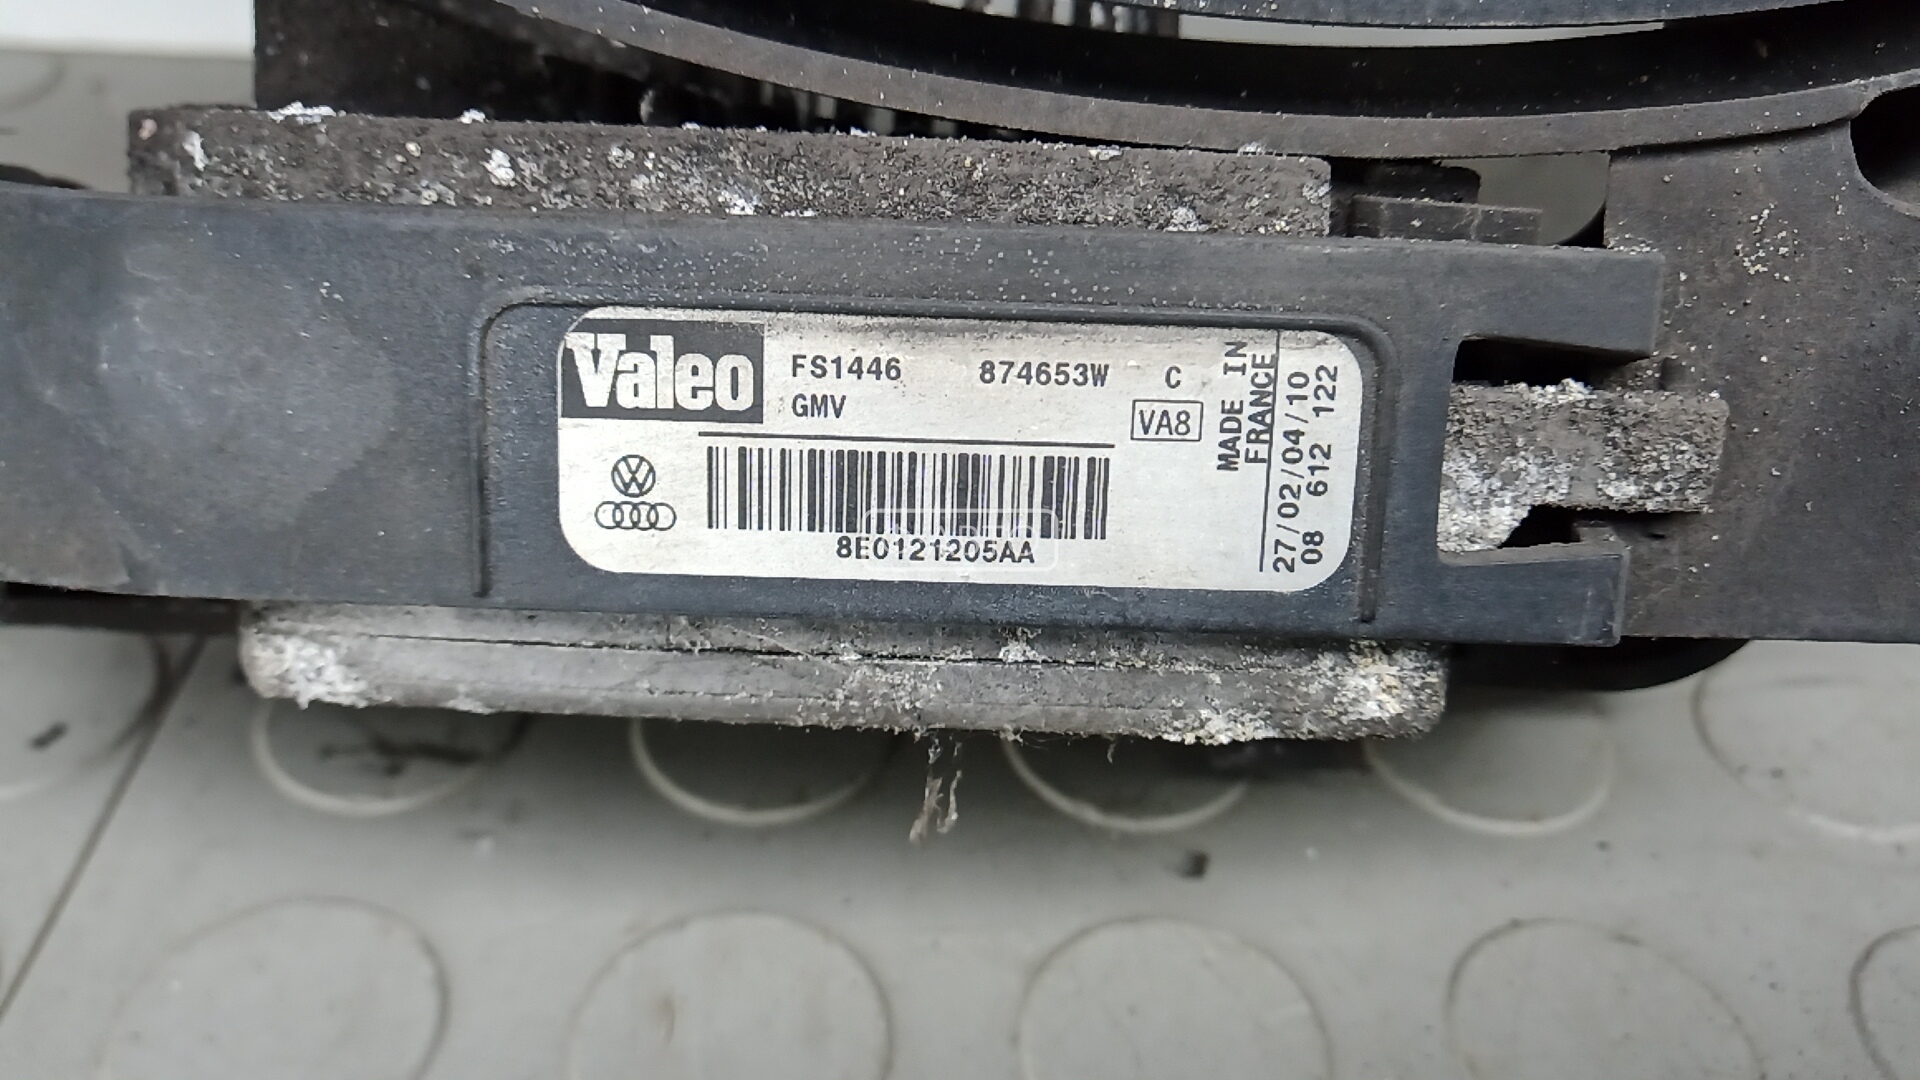 Valeo
FS1446 874653W C
GMV VA8
8E0121205AA
MADE IN
FRANCE
27/02/04/10
08 612 122